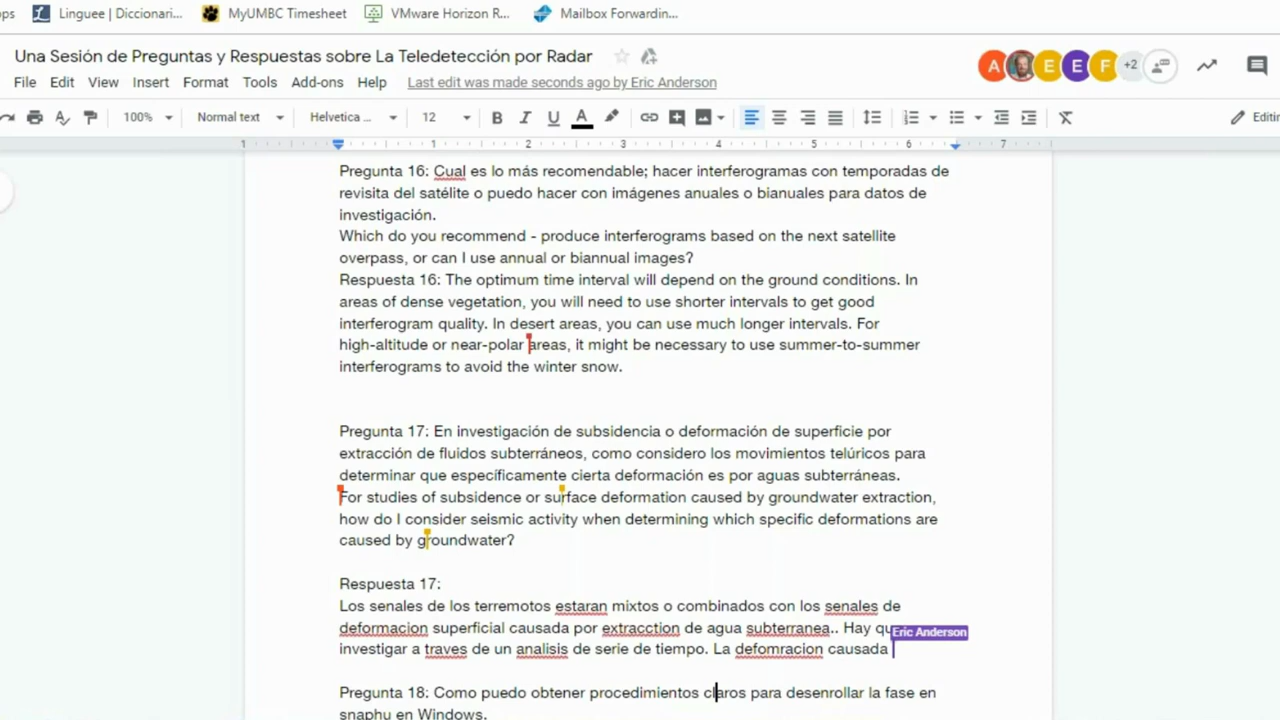 ps Linguee | Diccionari... MyUMBC Timesheet VMware Horizon R... Mailbox Forwardin...
Una Sesión de Preguntas y Respuestas sobre La Teledetección por Radar
A E E F +2
File Edit View Insert Format Tools Add-ons Help Last edit was made seconds ago by Eric Anderson
100% Normal text Helvetica ... 12 B I U A Editin
1 1 2 3 4 5 6 7
Pregunta 16: Cual es lo más recomendable; hacer interferogramas con temporadas de
revisita del satélite o puedo hacer con imágenes anuales o bianuales para datos de
investigación.
Which do you recommend - produce interferograms based on the next satellite
overpass, or can I use annual or biannual images?
Respuesta 16: The optimum time interval will depend on the ground conditions. In
areas of dense vegetation, you will need to use shorter intervals to get good
interferogram quality. In desert areas, you can use much longer intervals. For
high-altitude or near-polar areas, it might be necessary to use summer-to-summer
interferograms to avoid the winter snow.
Pregunta 17: En investigación de subsidencia o deformación de superficie por
extracción de fluidos subterráneos, como considero los movimientos telúricos para
determinar que específicamente cierta deformación es por aguas subterráneas.
For studies of subsidence or surface deformation caused by groundwater extraction,
how do I consider seismic activity when determining which specific deformations are
caused by groundwater?
Respuesta 17:
Los senales de los terremotos estaran mixtos o combinados con los senales de
deformacion superficial causada por extracction de agua subterranea.. Hay qu
Eric Anderson
investigar a traves de un analisis de serie de tiempo. La defomracion causada
Pregunta 18: Como puedo obtener procedimientos claros para desenrollar la fase en
snaphu en Windows.